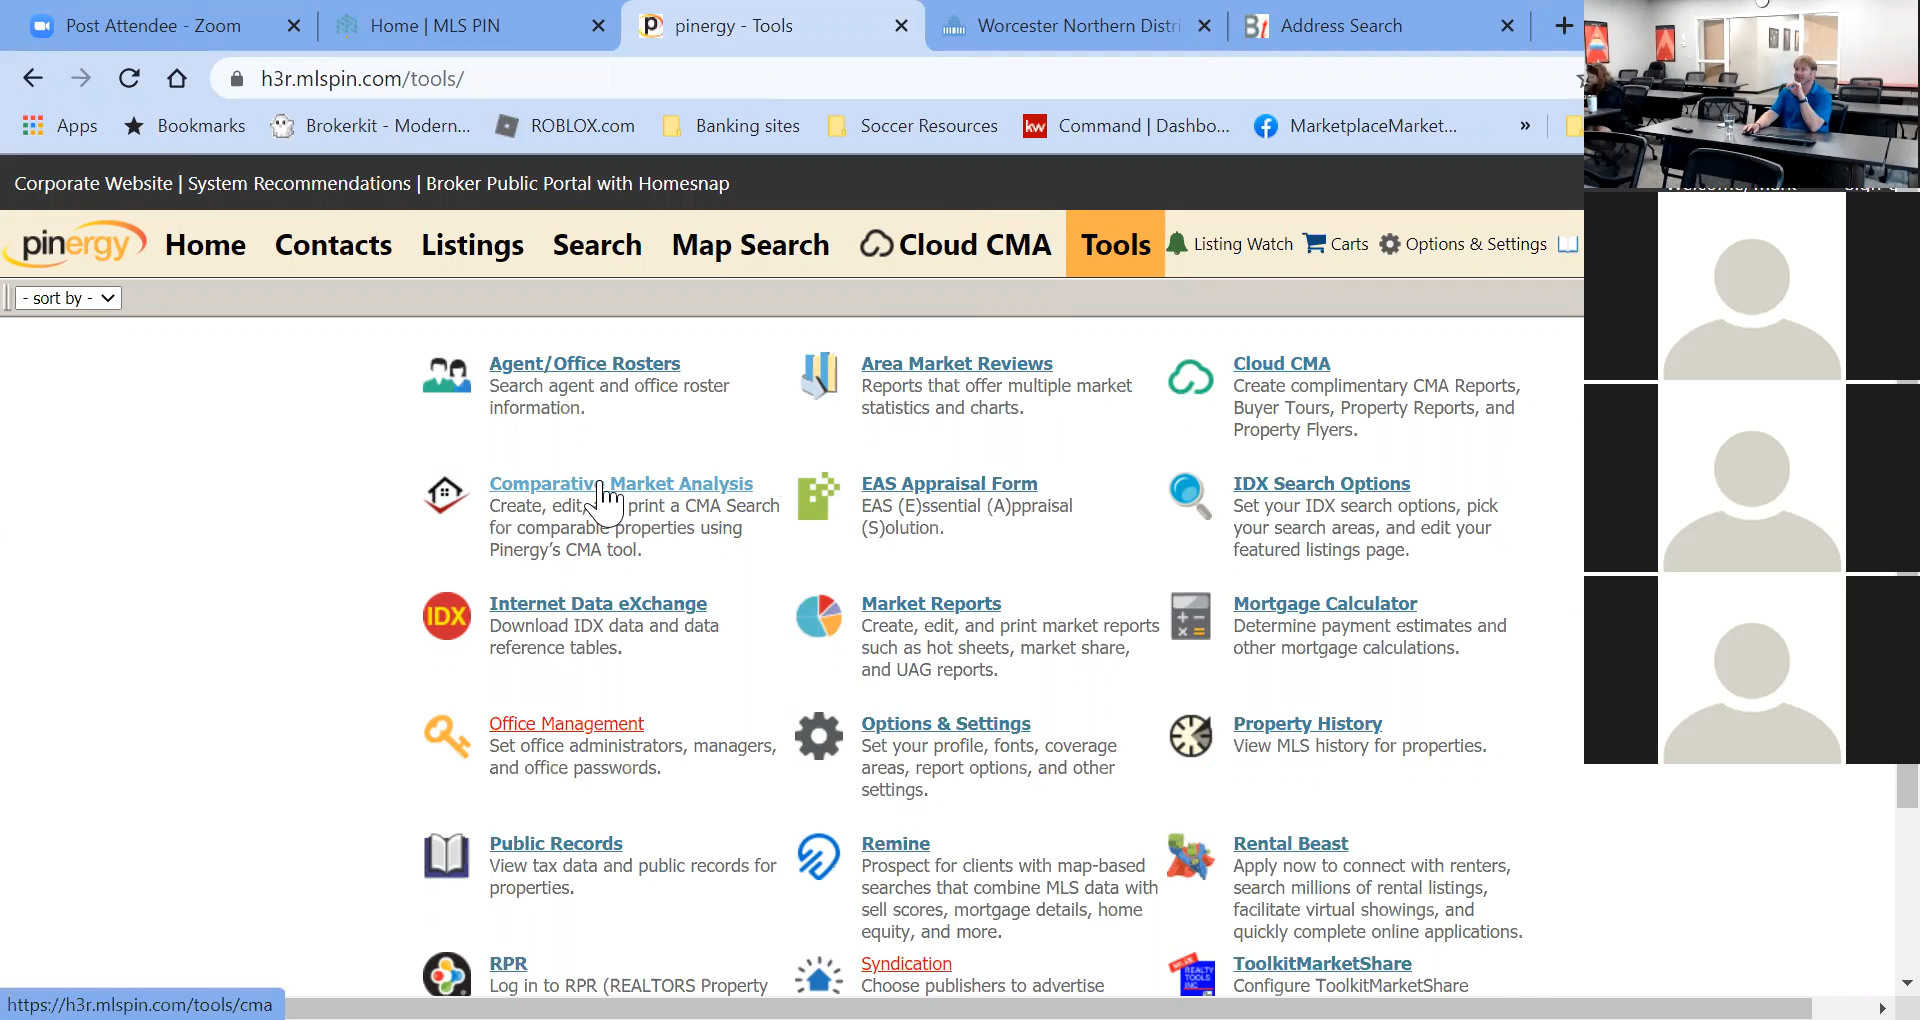 Post Attendee - Zoom
Home | MLS PIN
pinergy - Tools
Worcester Northern Distri
Address Search
h3r.mlspin.com/tools/
Apps
Bookmarks
Brokerkit - Modern...
ROBLOX.com
Banking sites
Soccer Resources
kw
Command | Dashbo...
MarketplaceMarket...
»
Corporate Website | System Recommendations | Broker Public Portal with Homesnap
pinergy
Home
Contacts
Listings
Search
Map Search
Cloud CMA
Tools
Listing Watch
Carts
Options & Settings
- sort by -
Agent/Office Rosters
Search agent and office roster
information.
Area Market Reviews
Reports that offer multiple market
statistics and charts.
Cloud CMA
Create complimentary CMA Reports,
Buyer Tours, Property Reports, and
Property Flyers.
Comparative Market Analysis
Create, edit, print a CMA Search
for comparable properties using
Pinergy's CMA tool.
EAS Appraisal Form
EAS (E)ssential (A)ppraisal
(S)olution.
IDX Search Options
Set your IDX search options, pick
your search areas, and edit your
featured listings page.
IDX
Internet Data eXchange
Download IDX data and data
reference tables.
Market Reports
Create, edit, and print market reports
such as hot sheets, market share,
and UAG reports.
Mortgage Calculator
Determine payment estimates and
other mortgage calculations.
Office Management
Set office administrators, managers,
and office passwords.
Options & Settings
Set your profile, fonts, coverage
areas, report options, and other
settings.
Property History
View MLS history for properties.
Public Records
View tax data and public records for
properties.
Remine
Prospect for clients with map-based
searches that combine MLS data with
sell scores, mortgage details, home
equity, and more.
Rental Beast
Apply now to connect with renters,
search millions of rental listings,
facilitate virtual showings, and
quickly complete online applications.
RPR
Log in to RPR (REALTORS Property
Syndication
Choose publishers to advertise
REALTY
TOOLS
INC
ToolkitMarketShare
Configure ToolkitMarketShare
https://h3r.mlspin.com/tools/cma